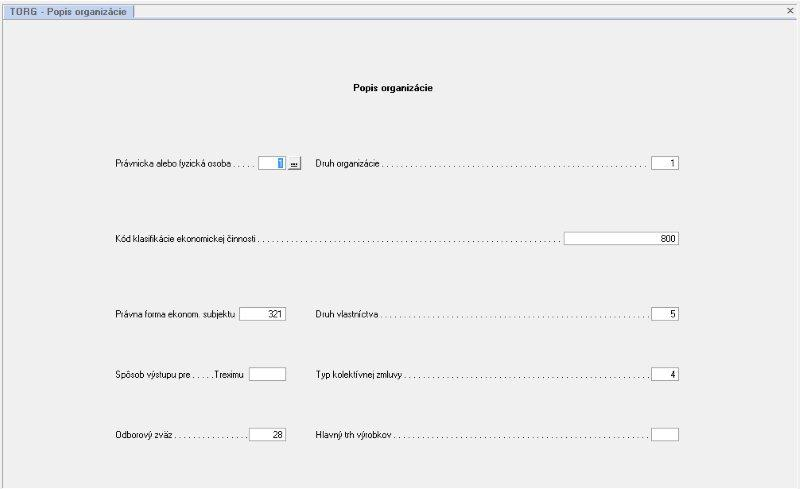 TORG - Popis organizácie
Popis organizácie
Právnicka alebo fyzická osoba . . . . . 1 ... Druh organizácie . . . . . . . . . . . . . . . . . . . . . . . . . . . . . . . . . . . . . . . . . . . . . . . . . . . . . . . 1
Kód klasifikácie ekonomickej činnosti . . . . . . . . . . . . . . . . . . . . . . . . . . . . . . . . . . . . . . . . . . . . . . . . . . . . . . . . . . . . . . . 800
Právna forma ekonom. subjektu 321 Druh vlastníctva . . . . . . . . . . . . . . . . . . . . . . . . . . . . . . . . . . . . . . . . . . . . . . . . . . . . . . . 5
Spôsob výstupu pre . . . . . Treximu Typ kolektívnej zmluvy . . . . . . . . . . . . . . . . . . . . . . . . . . . . . . . . . . . . . . . . . . . . . . . . . . . 4
Odborový zväz . . . . . . . . . . . . . . . 28 Hlavný trh výrobkov . . . . . . . . . . . . . . . . . . . . . . . . . . . . . . . . . . . . . . . . . . . . . . . . . . . . .